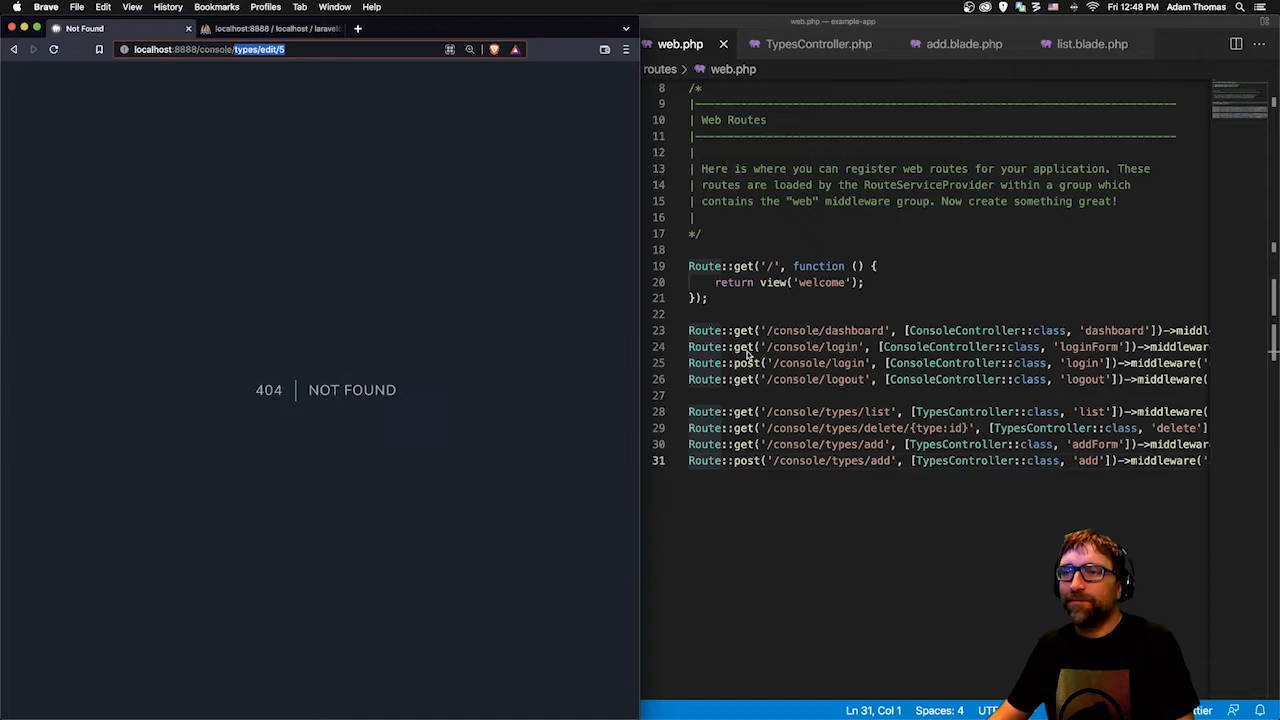 Brave File Edit View History Bookmarks Profiles Tab Window Help
Fri 12:48 PM Adam Thomas
Not Found
localhost:8888 / localhost / larave
localhost:8888/console/types/edit/5
404 | NOT FOUND
web.php — example-app
web.php
TypesController.php
add.blade.php
list.blade.php
routes > web.php
8 /*
9 |
10 | Web Routes
11 |
12 |
13 | Here is where you can register web routes for your application. These
14 | routes are loaded by the RouteServiceProvider within a group which
15 | contains the "web" middleware group. Now create something great!
16 |
17 */
18
19 Route::get('/', function () {
20 return view('welcome');
21 });
22
23 Route::get('/console/dashboard', [ConsoleController::class, 'dashboard'])->middl
24 Route::get('/console/login', [ConsoleController::class, 'loginForm'])->middlewar
25 Route::post('/console/login', [ConsoleController::class, 'login'])->middleware('
26 Route::get('/console/logout', [ConsoleController::class, 'logout'])->middleware(
27
28 Route::get('/console/types/list', [TypesController::class, 'list'])->middleware(
29 Route::get('/console/types/delete/{type:id}', [TypesController::class, 'delete']
30 Route::get('/console/types/add', [TypesController::class, 'addForm'])->middlewar
31 Route::post('/console/types/add', [TypesController::class, 'add'])->middleware('
Ln 31, Col 1 Spaces: 4